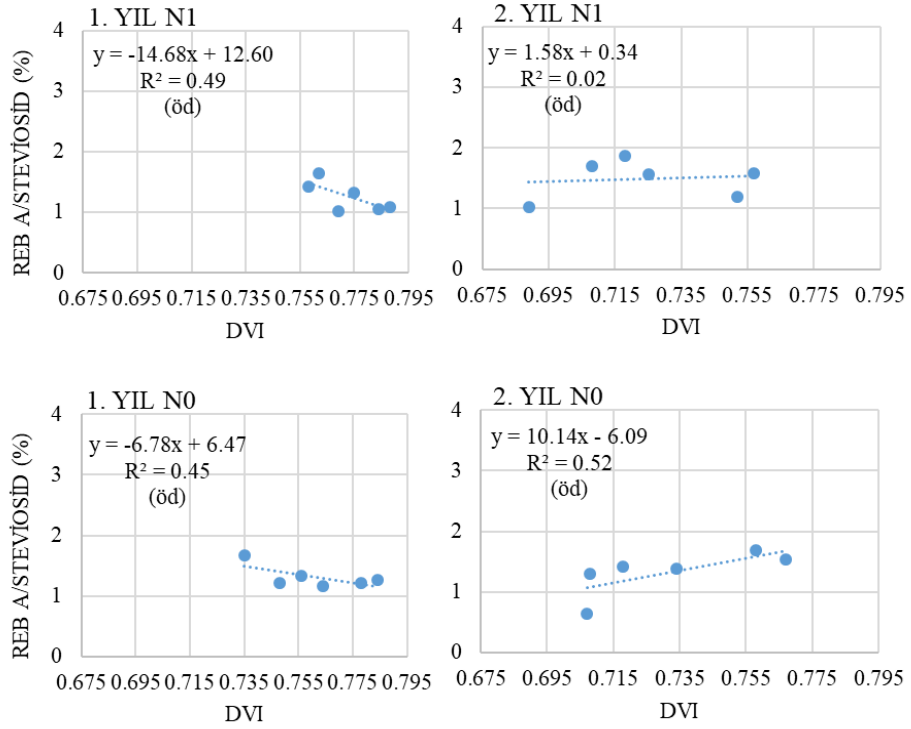 1. YIL N1
y = -14.68x + 12.60
R² = 0.49
(öd)
REB A/STEVİOSİD (%)
4
3
2
1
0
0.675 0.695 0.715 0.735 0.755 0.775 0.795
DVI
2. YIL N1
y = 1.58x + 0.34
R² = 0.02
(öd)
4
3
2
1
0
0.675 0.695 0.715 0.735 0.755 0.775 0.795
DVI
1. YIL N0
y = -6.78x + 6.47
R² = 0.45
(öd)
REB A/STEVİOSİD (%)
4
3
2
1
0
0.675 0.695 0.715 0.735 0.755 0.775 0.795
DVI
2. YIL N0
y = 10.14x - 6.09
R² = 0.52
(öd)
4
3
2
1
0
0.675 0.695 0.715 0.735 0.755 0.775 0.795
DVI